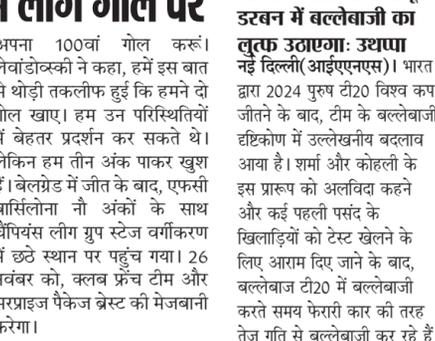 लोग गोल पर
अपना 100वां गोल करूं।
लेवांडोव्स्की ने कहा, हमें इस बात
से थोड़ी तकलीफ हुई कि हमने दो
गोल खाए। हम उन परिस्थितियों
में बेहतर प्रदर्शन कर सकते थे।
लेकिन हम तीन अंक पाकर खुश
हैं। बेलग्रेड में जीत के बाद, एफसी
बार्सिलोना नौ अंकों के साथ
चैंपियंस लीग ग्रुप स्टेज वर्गीकरण
में छठे स्थान पर पहुंच गया। 26
नवंबर को, क्लब फ्रेंच टीम और
सरप्राइज पैकेज ब्रेस्ट की मेजबानी
करेगा।
डरबन में बल्लेबाजी का
लुत्फ उठाएगाः उथप्पा
नई दिल्ली(आईएएनएस)। भारत
द्वारा 2024 पुरुष टी20 विश्व कप
जीतने के बाद, टीम के बल्लेबाजी
दृष्टिकोण में उल्लेखनीय बदलाव
आया है। शर्मा और कोहली के
इस प्रारूप को अलविदा कहने
और कई पहली पसंद के
खिलाड़ियों को टेस्ट खेलने के
लिए आराम दिए जाने के बाद,
बल्लेबाज टी20 में बल्लेबाजी
करते समय फेरारी कार की तरह
तेज गति से बल्लेबाजी कर रहे हैं